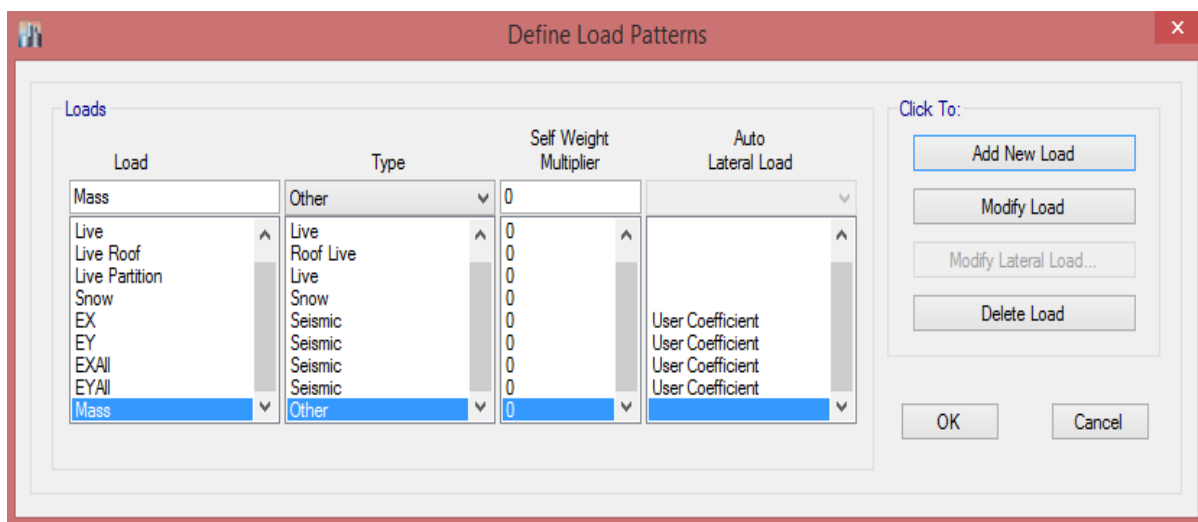 Define Load Patterns
x
Loads
Click To:
Load
Type
Self Weight
Multiplier
Auto
Lateral Load
Mass Other 0
Live Live 0
Live Roof Roof Live 0
Live Partition Live 0
Snow Snow 0
EX Seismic 0 User Coefficient
EY Seismic 0 User Coefficient
EXAll Seismic 0 User Coefficient
EYAll Seismic 0 User Coefficient
Mass Other 0
Add New Load
Modify Load
Modify Lateral Load...
Delete Load
OK
Cancel